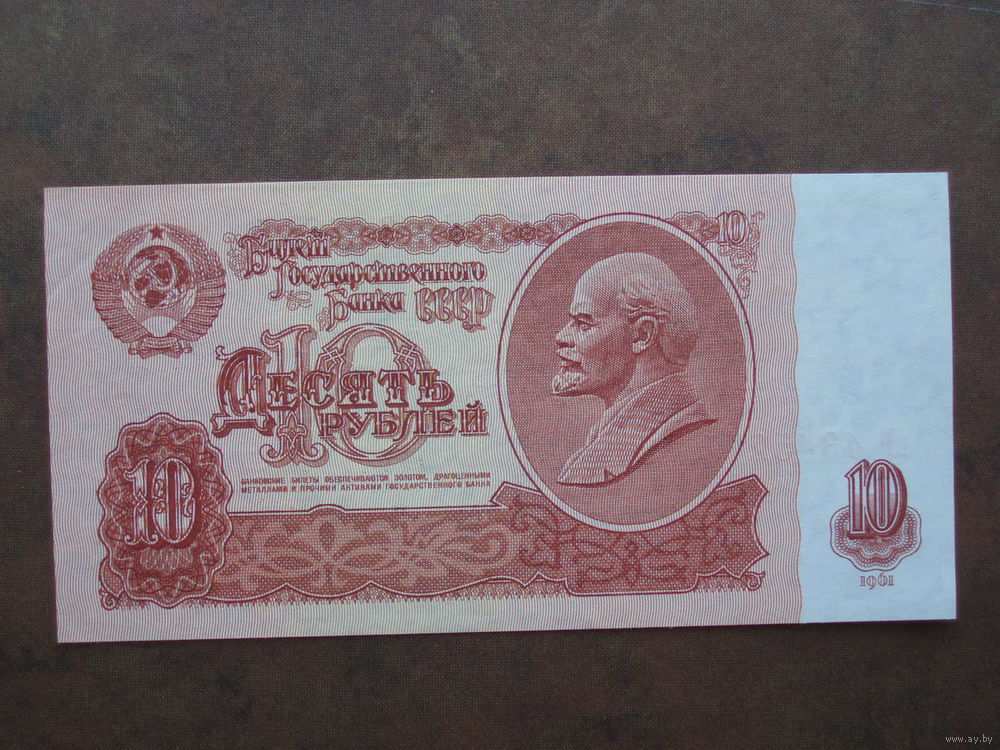 Билет
Государственного
Банка СССР
10
10
Десять
рублей
БАНКОВСКИЕ БИЛЕТЫ ОБЕСПЕЧИВАЮТСЯ ЗОЛОТОМ, ДРАГОЦЕННЫМИ
МЕТАЛЛАМИ И ПРОЧИМИ АКТИВАМИ ГОСУДАРСТВЕННОГО БАНКА
10
10
1961
www.ay.by